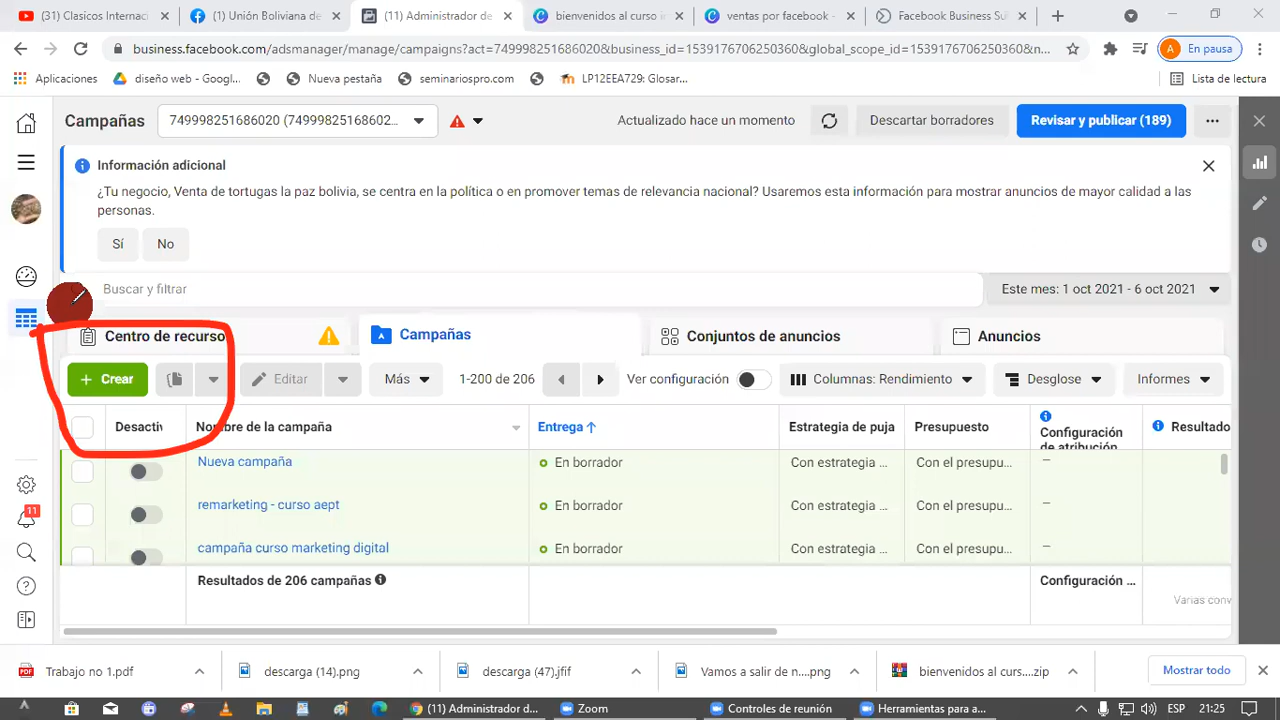 (31) Clasicos Internaci
(1) Unión Boliviana de
(11) Administrador de
bienvenidos al curso i
ventas por facebook -
Facebook Business Sui
business.facebook.com/adsmanager/manage/campaigns?act=749998251686020&business_id=153917670625036​0&global_scope_id=1539176706250360&n...
A En pausa
Aplicaciones
diseño web - Googl...
Nueva pestaña
seminariospro.com
LP12EEA729: Glosar...
Lista de lectura
Campañas
749998251686020 (74999825168602...
Actualizado hace un momento
Descartar borradores
Revisar y publicar (189)
Información adicional
¿Tu negocio, Venta de tortugas la paz bolivia, se centra en la política o en promover temas de relevancia nacional? Usaremos esta información para mostrar anuncios de mayor calidad a las
personas.
Sí
No
Buscar y filtrar
Este mes: 1 oct 2021 - 6 oct 2021
Centro de recurso
Campañas
Conjuntos de anuncios
Anuncios
+ Crear
Editar
Más
1-200 de 206
Ver configuración
Columnas: Rendimiento
Desglose
Informes
Desactiv
Nombre de la campaña
Entrega
Estrategia de puja
Presupuesto
Configuración
de atribución
Resultado
Nueva campaña
En borrador
Con estrategia ...
Con el presupu...
—
remarketing - curso aept
En borrador
Con estrategia ...
Con el presupu...
—
campaña curso marketing digital
En borrador
Con estrategia ...
Con el presupu...
—
11
Resultados de 206 campañas
Configuración ...
Varias conv
Trabajo no 1.pdf
descarga (14).png
descarga (47).jfif
Vamos a salir de n....png
bienvenidos al curs....zip
Mostrar todo
(11) Administrador d...
Zoom
Controles de reunión
Herramientas para a...
ESP
21:25